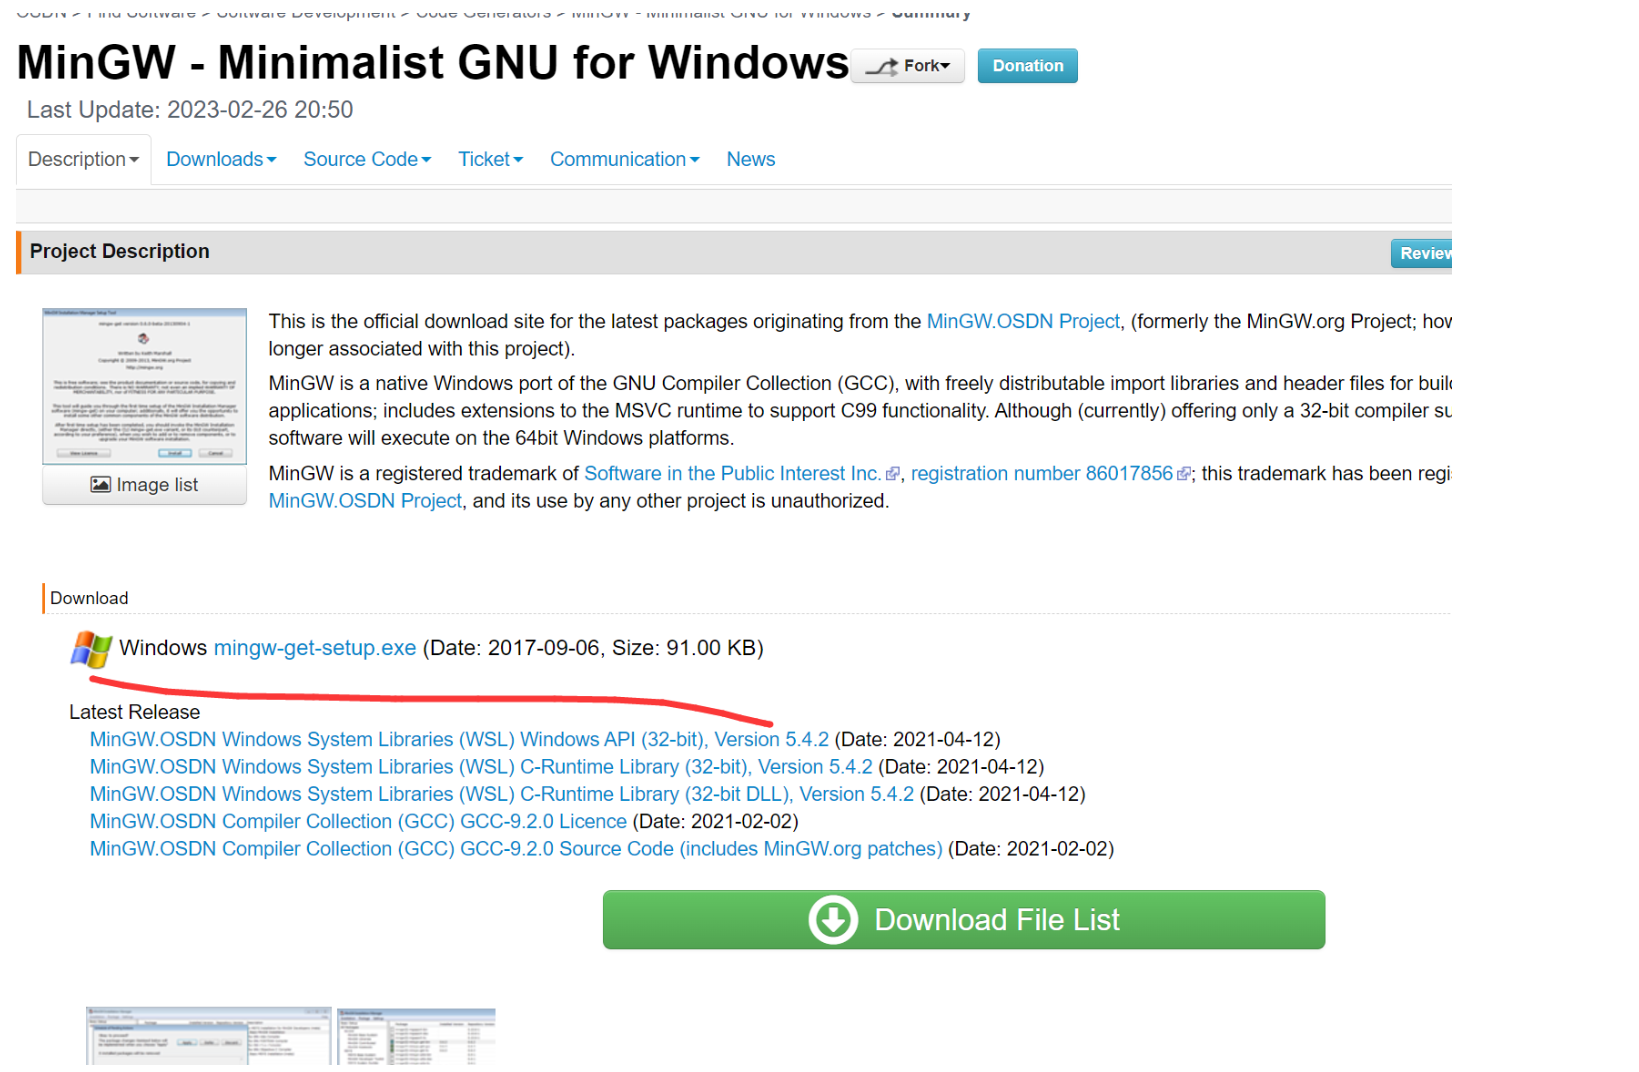 OSDN > Find Software > Software Development > Code Generators > MinGW - Minimalist GNU for Windows > Summary
MinGW - Minimalist GNU for Windows
Fork
Donation
Last Update: 2023-02-26 20:50
Description
Downloads
Source Code
Ticket
Communication
News
Project Description
Review
This is the official download site for the latest packages originating from the MinGW.OSDN Project, (formerly the MinGW.org Project; how
longer associated with this project).
MinGW is a native Windows port of the GNU Compiler Collection (GCC), with freely distributable import libraries and header files for buil
applications; includes extensions to the MSVC runtime to support C99 functionality. Although (currently) offering only a 32-bit compiler su
software will execute on the 64bit Windows platforms.
Image list
MinGW is a registered trademark of Software in the Public Interest Inc. , registration number 86017856 ; this trademark has been regi
MinGW.OSDN Project, and its use by any other project is unauthorized.
Download
Windows mingw-get-setup.exe (Date: 2017-09-06, Size: 91.00 KB)
Latest Release
MinGW.OSDN Windows System Libraries (WSL) Windows API (32-bit), Version 5.4.2 (Date: 2021-04-12)
MinGW.OSDN Windows System Libraries (WSL) C-Runtime Library (32-bit), Version 5.4.2 (Date: 2021-04-12)
MinGW.OSDN Windows System Libraries (WSL) C-Runtime Library (32-bit DLL), Version 5.4.2 (Date: 2021-04-12)
MinGW.OSDN Compiler Collection (GCC) GCC-9.2.0 Licence (Date: 2021-02-02)
MinGW.OSDN Compiler Collection (GCC) GCC-9.2.0 Source Code (includes MinGW.org patches) (Date: 2021-02-02)
Download File List